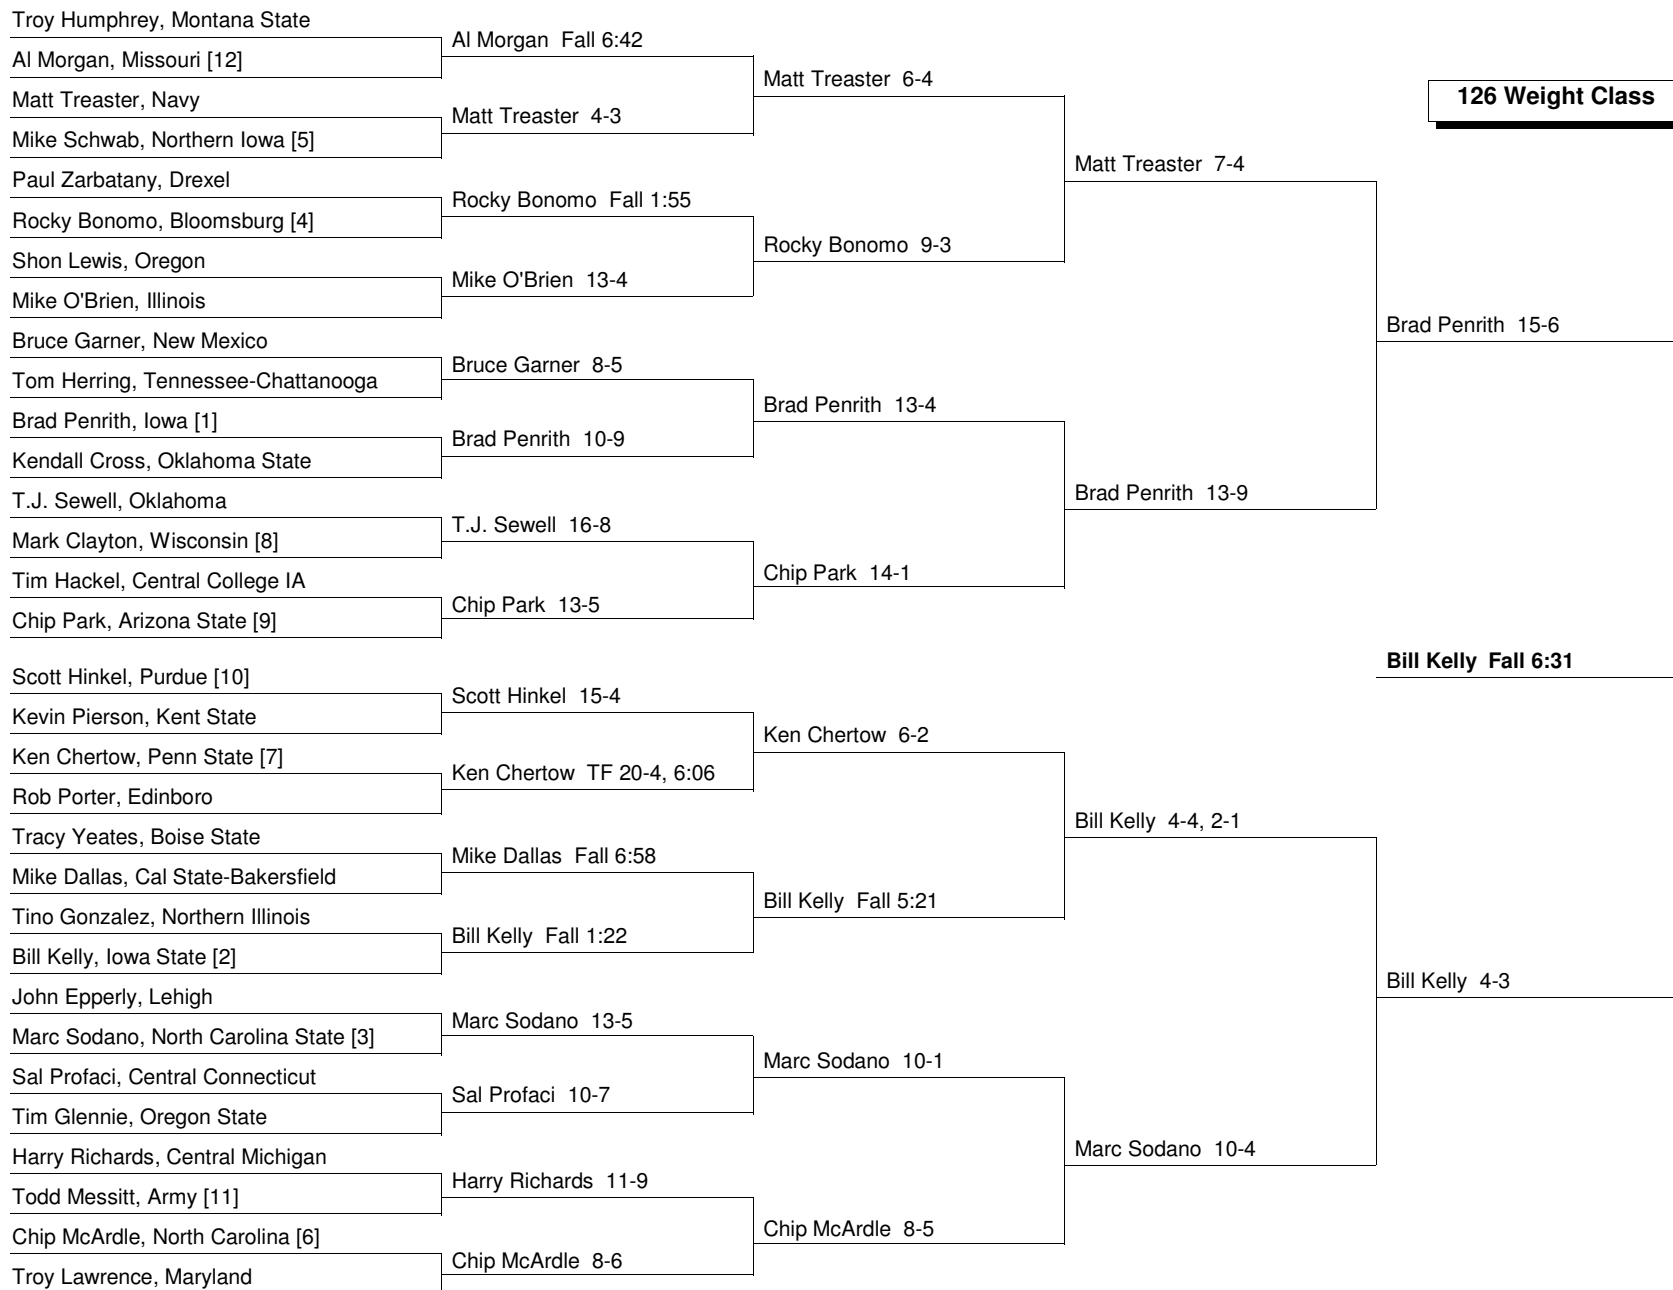 Troy Humphrey, Montana State
Al Morgan, Missouri [12]
Matt Treaster, Navy
Mike Schwab, Northern Iowa [5]
Paul Zarbatany, Drexel
Rocky Bonomo, Bloomsburg [4]
Shon Lewis, Oregon
Mike O'Brien, Illinois
Bruce Garner, New Mexico
Tom Herring, Tennessee-Chattanooga
Brad Penrith, Iowa [1]
Kendall Cross, Oklahoma State
T.J. Sewell, Oklahoma
Mark Clayton, Wisconsin [8]
Tim Hackel, Central College IA
Chip Park, Arizona State [9]
Scott Hinkel, Purdue [10]
Kevin Pierson, Kent State
Ken Chertow, Penn State [7]
Rob Porter, Edinboro
Tracy Yeates, Boise State
Mike Dallas, Cal State-Bakersfield
Tino Gonzalez, Northern Illinois
Bill Kelly, Iowa State [2]
John Epperly, Lehigh
Marc Sodano, North Carolina State [3]
Sal Profaci, Central Connecticut
Tim Glennie, Oregon State
Harry Richards, Central Michigan
Todd Messitt, Army [11]
Chip McArdle, North Carolina [6]
Troy Lawrence, Maryland
Al Morgan Fall 6:42
Matt Treaster 4-3
Rocky Bonomo Fall 1:55
Mike O'Brien 13-4
Bruce Garner 8-5
Brad Penrith 10-9
T.J. Sewell 16-8
Chip Park 13-5
Scott Hinkel 15-4
Ken Chertow TF 20-4, 6:06
Mike Dallas Fall 6:58
Bill Kelly Fall 1:22
Marc Sodano 13-5
Sal Profaci 10-7
Harry Richards 11-9
Chip McArdle 8-6
Matt Treaster 6-4
Rocky Bonomo 9-3
Brad Penrith 13-4
Chip Park 14-1
Ken Chertow 6-2
Bill Kelly Fall 5:21
Marc Sodano 10-1
Chip McArdle 8-5
Matt Treaster 7-4
Brad Penrith 13-9
Bill Kelly 4-4, 2-1
Marc Sodano 10-4
126 Weight Class
Brad Penrith 15-6
Bill Kelly Fall 6:31
Bill Kelly 4-3